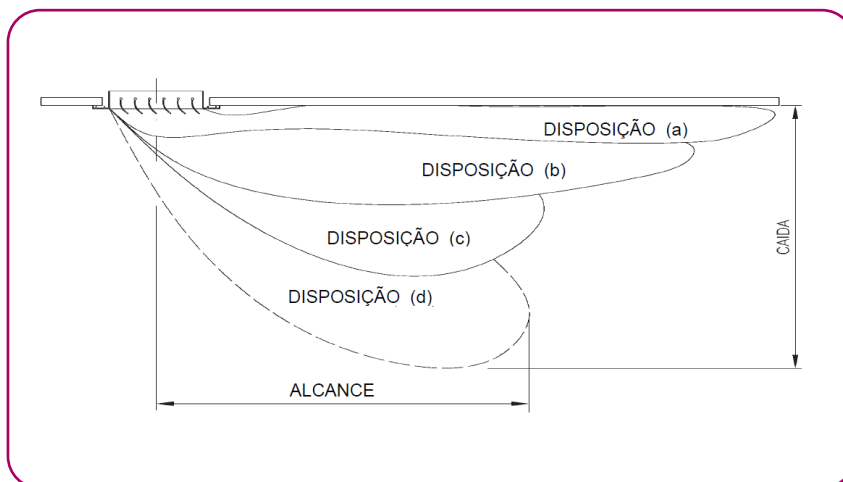 DISPOSIÇÃO (a)
DISPOSIÇÃO (b)
DISPOSIÇÃO (c)
DISPOSIÇÃO (d)
CAIDA
ALCANCE